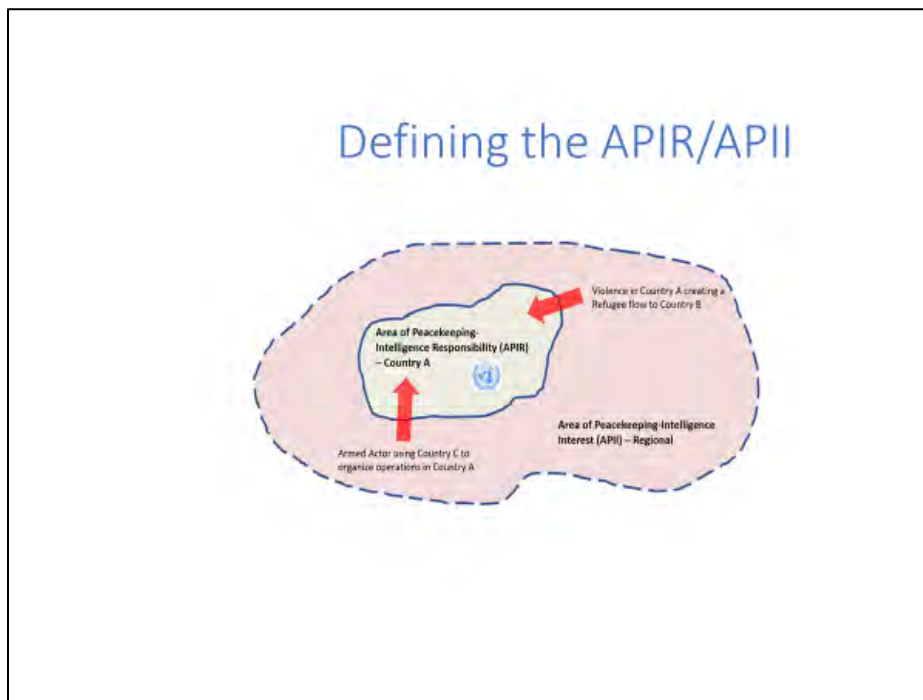 Defining the APIR/APII
Violence in Country A creating a
Refugee flow to Country B
Area of Peacekeeping-
Intelligence Responsibility (APIR)
– Country A
Area of Peacekeeping-Intelligence
Interest (APII) – Regional
Armed Actor using Country C to
organize operations in Country A